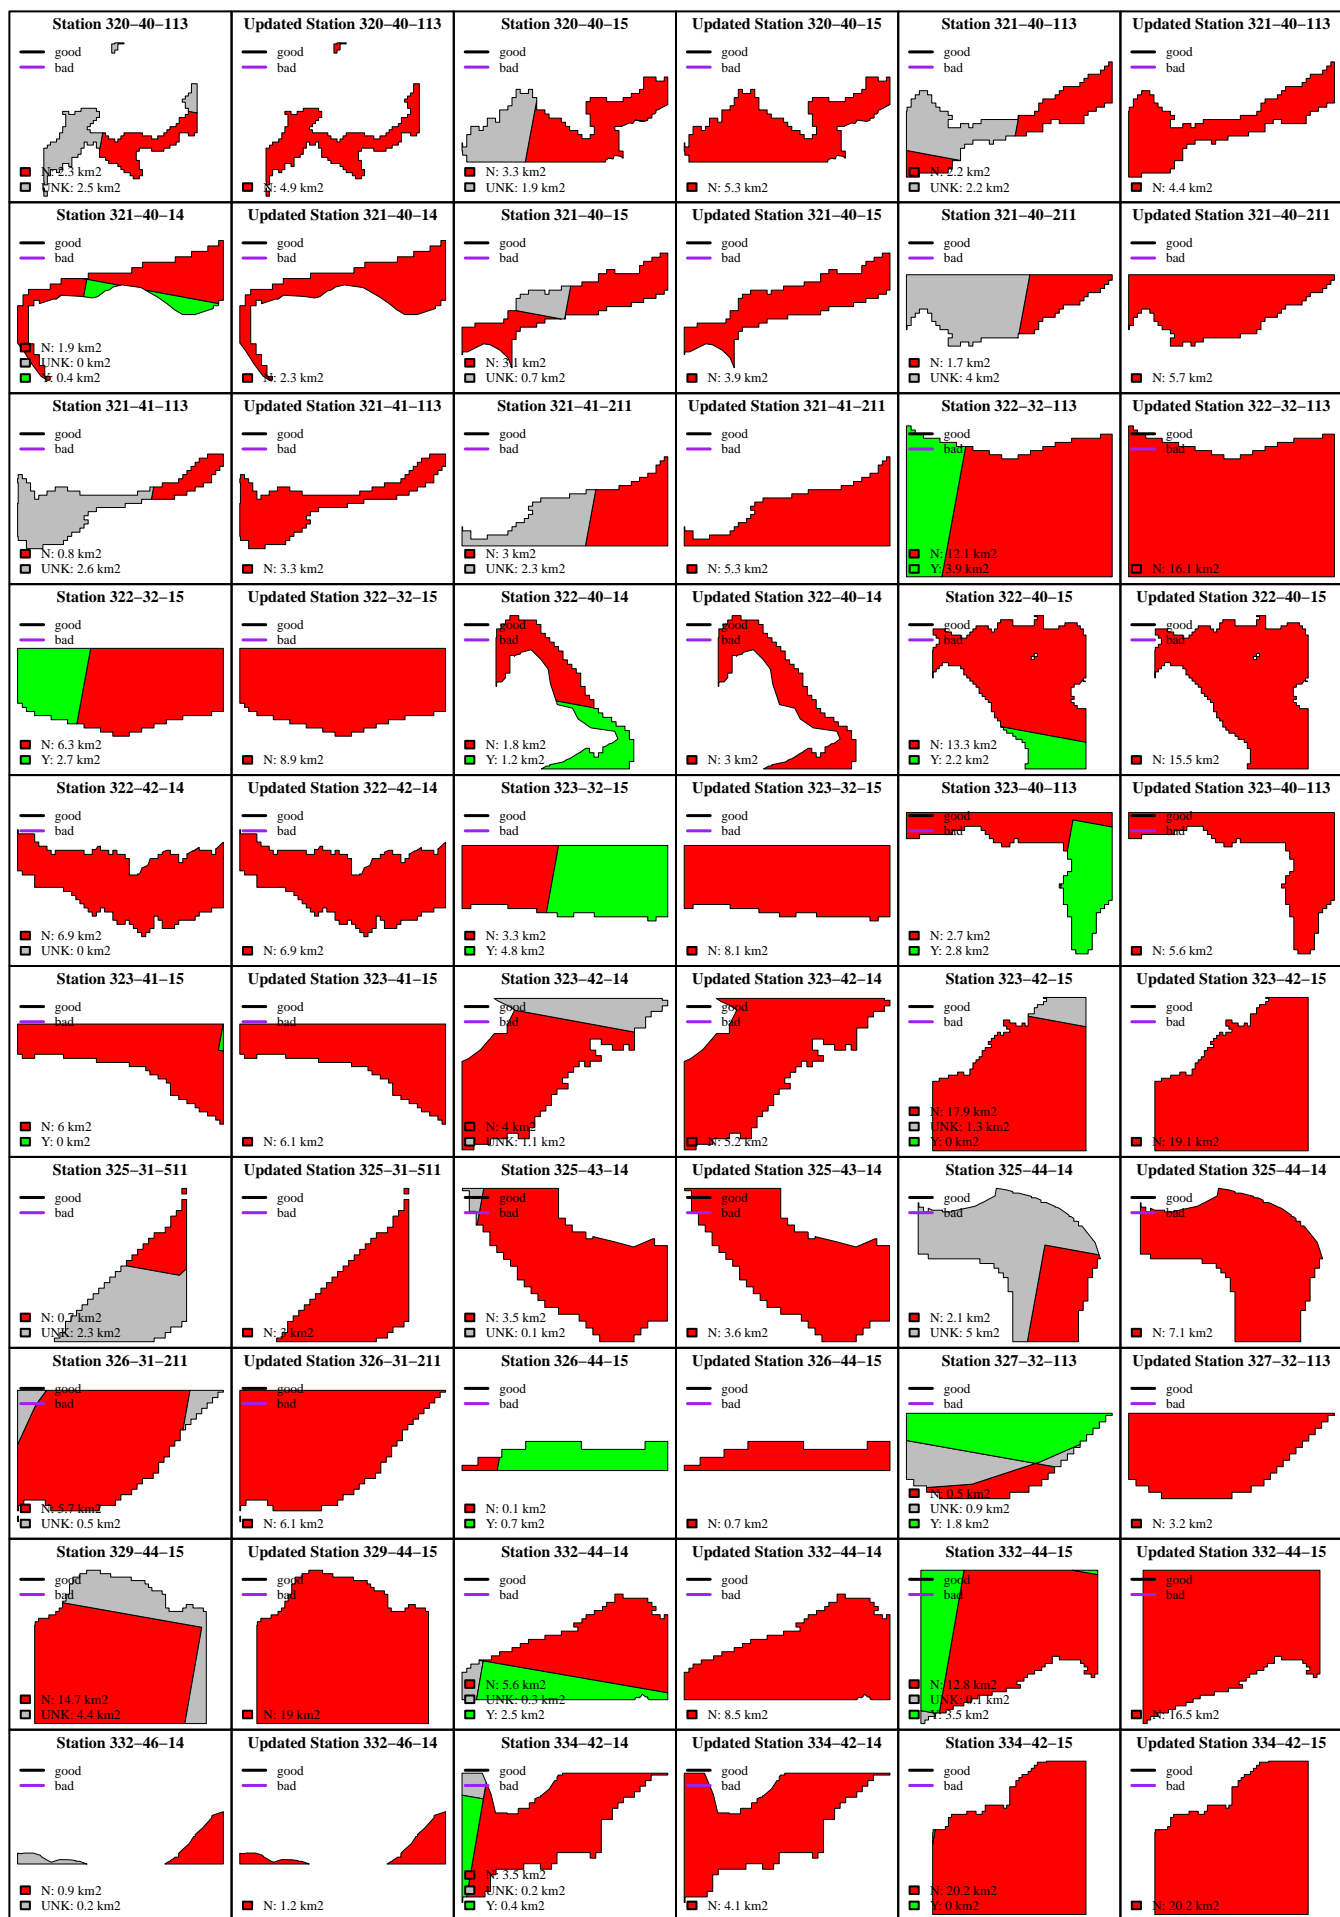 Station 320−40−113
good
bad
N: 2.3 km2
UNK: 2.5 km2
Updated Station 320−40−113
good
bad
N: 4.9 km2
Station 320−40−15
good
bad
N: 3.3 km2
UNK: 1.9 km2
Updated Station 320−40−15
good
bad
N: 5.3 km2
Station 321−40−113
good
bad
N: 2.2 km2
UNK: 2.2 km2
Updated Station 321−40−113
good
bad
N: 4.4 km2
Station 321−40−14
good
bad
N: 1.9 km2
UNK: 0 km2
Y: 0.4 km2
Updated Station 321−40−14
good
bad
N: 2.3 km2
Station 321−40−15
good
bad
N: 3.1 km2
UNK: 0.7 km2
Updated Station 321−40−15
good
bad
N: 3.9 km2
Station 321−40−211
good
bad
N: 1.7 km2
UNK: 4 km2
Updated Station 321−40−211
good
bad
N: 5.7 km2
Station 321−41−113
good
bad
N: 0.8 km2
UNK: 2.6 km2
Updated Station 321−41−113
good
bad
N: 3.3 km2
Station 321−41−211
good
bad
N: 3 km2
UNK: 2.3 km2
Updated Station 321−41−211
good
bad
N: 5.3 km2
Station 322−32−113
good
bad
N: 12.1 km2
Y: 3.9 km2
Updated Station 322−32−113
good
bad
N: 16.1 km2
Station 322−32−15
good
bad
N: 6.3 km2
Y: 2.7 km2
Updated Station 322−32−15
good
bad
N: 8.9 km2
Station 322−40−14
good
bad
N: 1.8 km2
Y: 1.2 km2
Updated Station 322−40−14
good
bad
N: 3 km2
Station 322−40−15
good
bad
N: 13.3 km2
Y: 2.2 km2
Updated Station 322−40−15
good
bad
N: 15.5 km2
Station 322−42−14
good
bad
N: 6.9 km2
UNK: 0 km2
Updated Station 322−42−14
good
bad
N: 6.9 km2
Station 323−32−15
good
bad
N: 3.3 km2
Y: 4.8 km2
Updated Station 323−32−15
good
bad
N: 8.1 km2
Station 323−40−113
good
bad
N: 2.7 km2
Y: 2.8 km2
Updated Station 323−40−113
good
bad
N: 5.6 km2
Station 323−41−15
good
bad
N: 6 km2
Y: 0 km2
Updated Station 323−41−15
good
bad
N: 6.1 km2
Station 323−42−14
good
bad
N: 4 km2
UNK: 1.1 km2
Updated Station 323−42−14
good
bad
N: 5.2 km2
Station 323−42−15
good
bad
N: 17.9 km2
UNK: 1.3 km2
Y: 0 km2
Updated Station 323−42−15
good
bad
N: 19.1 km2
Station 325−31−511
good
bad
N: 0.7 km2
UNK: 2.3 km2
Updated Station 325−31−511
good
bad
N: 3 km2
Station 325−43−14
good
bad
N: 3.5 km2
UNK: 0.1 km2
Updated Station 325−43−14
good
bad
N: 3.6 km2
Station 325−44−14
good
bad
N: 2.1 km2
UNK: 5 km2
Updated Station 325−44−14
good
bad
N: 7.1 km2
Station 326−31−211
good
bad
N: 5.7 km2
UNK: 0.5 km2
Updated Station 326−31−211
good
bad
N: 6.1 km2
Station 326−44−15
good
bad
N: 0.1 km2
Y: 0.7 km2
Updated Station 326−44−15
good
bad
N: 0.7 km2
Station 327−32−113
good
bad
N: 0.5 km2
UNK: 0.9 km2
Y: 1.8 km2
Updated Station 327−32−113
good
bad
N: 3.2 km2
Station 329−44−15
good
bad
N: 14.7 km2
UNK: 4.4 km2
Updated Station 329−44−15
good
bad
N: 19 km2
Station 332−44−14
good
bad
N: 5.6 km2
UNK: 0.3 km2
Y: 2.5 km2
Updated Station 332−44−14
good
bad
N: 8.5 km2
Station 332−44−15
good
bad
N: 12.8 km2
UNK: 0.1 km2
Y: 3.5 km2
Updated Station 332−44−15
good
bad
N: 16.5 km2
Station 332−46−14
good
bad
N: 0.9 km2
UNK: 0.2 km2
Updated Station 332−46−14
good
bad
N: 1.2 km2
Station 334−42−14
good
bad
N: 3.5 km2
UNK: 0.2 km2
Y: 0.4 km2
Updated Station 334−42−14
good
bad
N: 4.1 km2
Station 334−42−15
good
bad
N: 20.2 km2
Y: 0 km2
Updated Station 334−42−15
good
bad
N: 20.2 km2